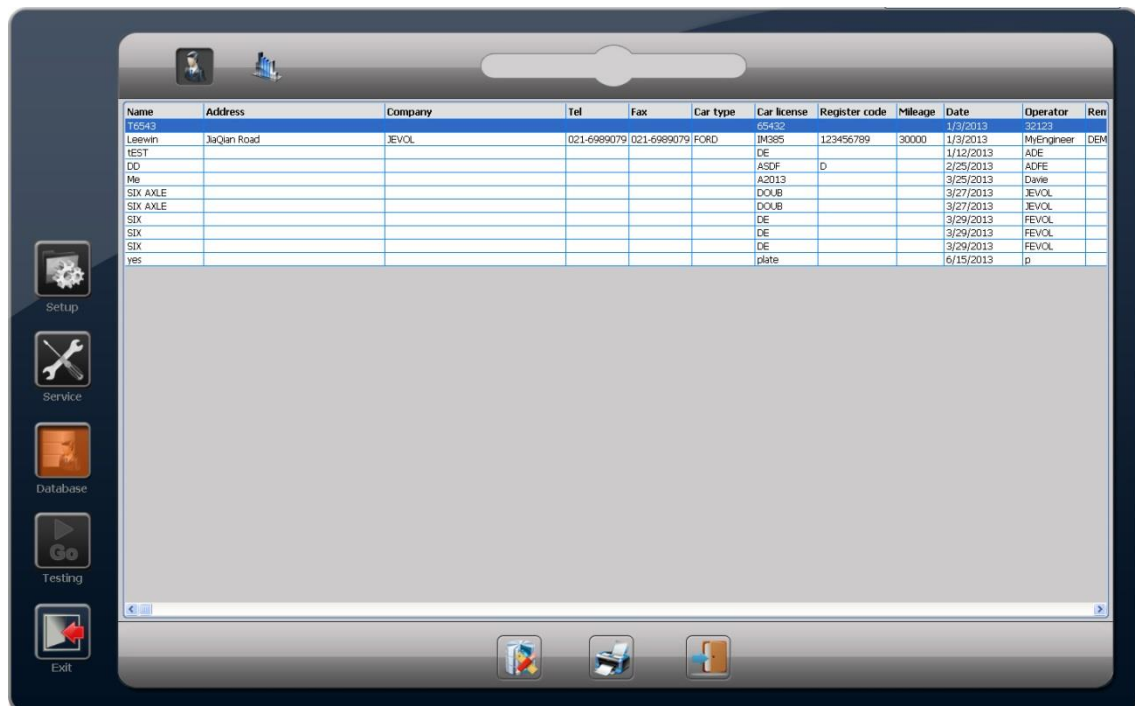 Name Address Company Tel Fax Car type Car license Register code Mileage Date Operator Ren
T6543 65432 1/3/2013 32123
Leewin JiaQian Road JEVOL 021-6989079 021-6989079 FORD IM385 123456789 30000 1/3/2013 MyEngineer DEM
tEST DE 1/12/2013 ADE
DD ASDF D 2/25/2013 ADFE
Me A2013 3/25/2013 Davie
SIX AXLE DOUB 3/27/2013 JEVOL
SIX AXLE DOUB 3/27/2013 JEVOL
SIX DE 3/29/2013 FEVOL
SIX DE 3/29/2013 FEVOL
SIX DE 3/29/2013 FEVOL
yes plate 6/15/2013 p
Setup
Service
Database
Go
Testing
Exit